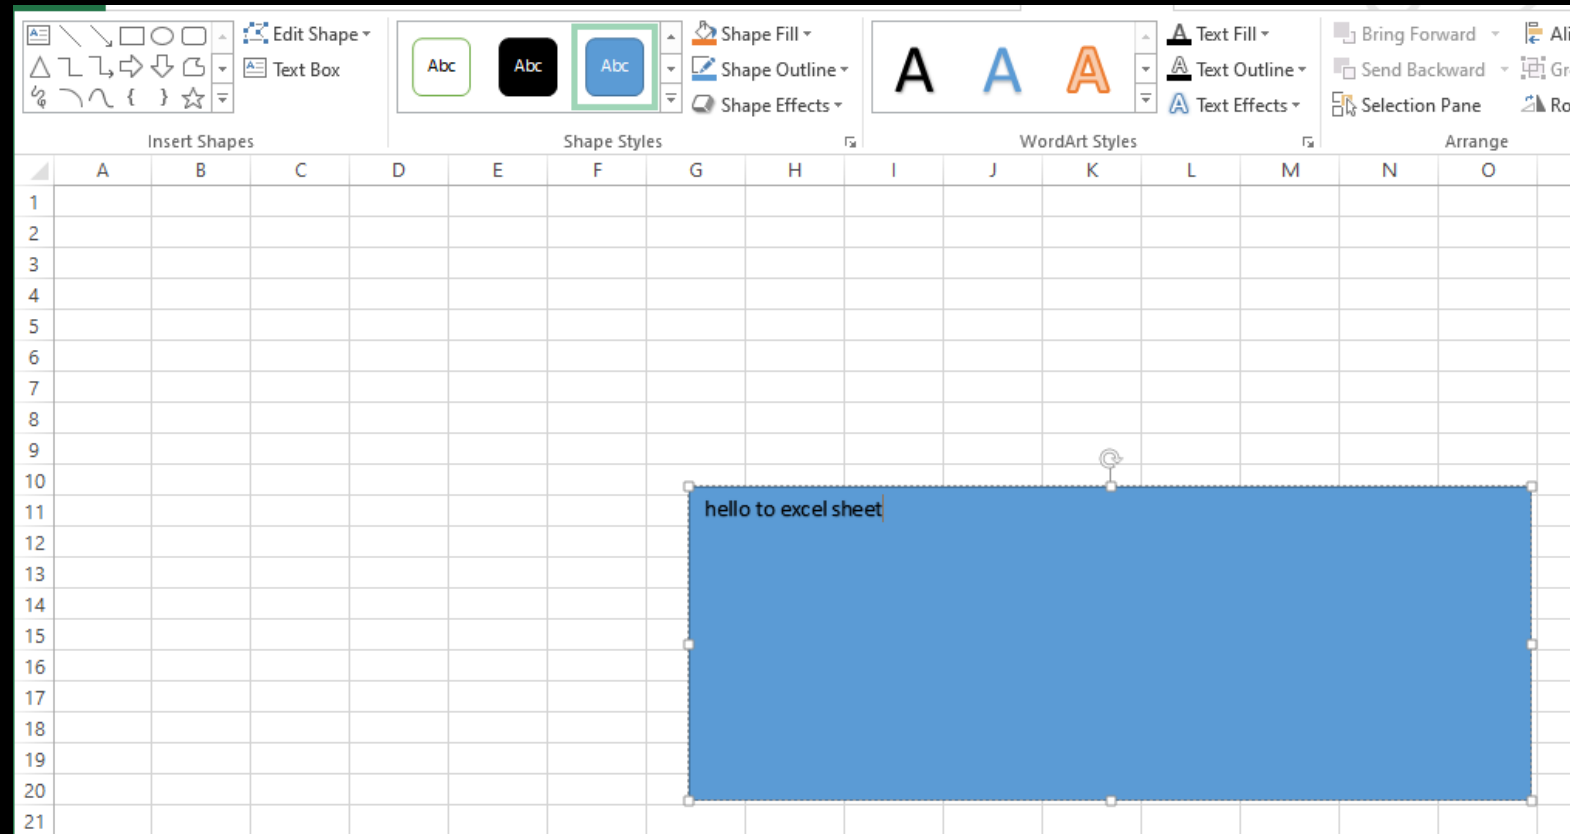 Edit Shape
Text Box
Insert Shapes
Abc Abc Abc
Shape Fill
Shape Outline
Shape Effects
Shape Styles
A A A
Text Fill
Text Outline
Text Effects
WordArt Styles
Bring Forward
Send Backward
Selection Pane
Ali
Gr
Ro
Arrange
A B C D E F G H I J K L M N O
1
2
3
4
5
6
7
8
9
10
11
12
13
14
15
16
17
18
19
20
21
hello to excel sheet